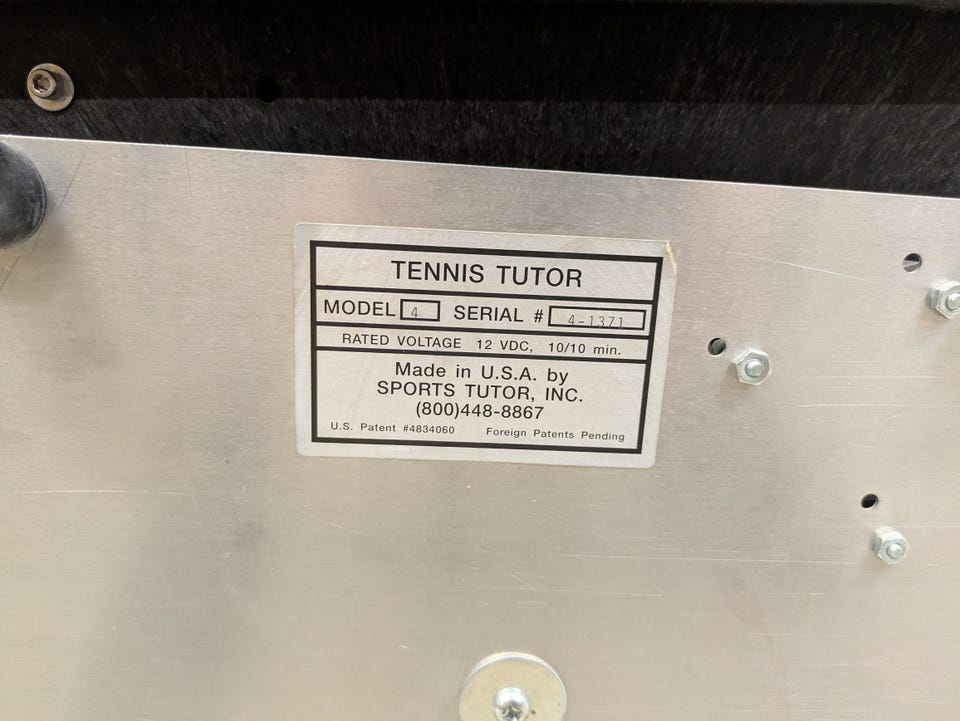 TENNIS TUTOR
MODEL 4 SERIAL # 4-1371
RATED VOLTAGE 12 VDC, 10/10 min.
Made in U.S.A. by
SPORTS TUTOR, INC.
(800)448-8867
U.S. Patent #4834060 Foreign Patents Pending